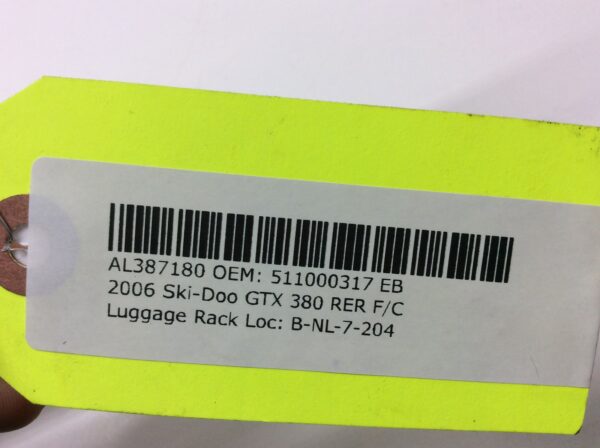 AL387180 OEM: 511000317 EB
2006 Ski-Doo GTX 380 RER F/C
Luggage Rack Loc: B-NL-7-204